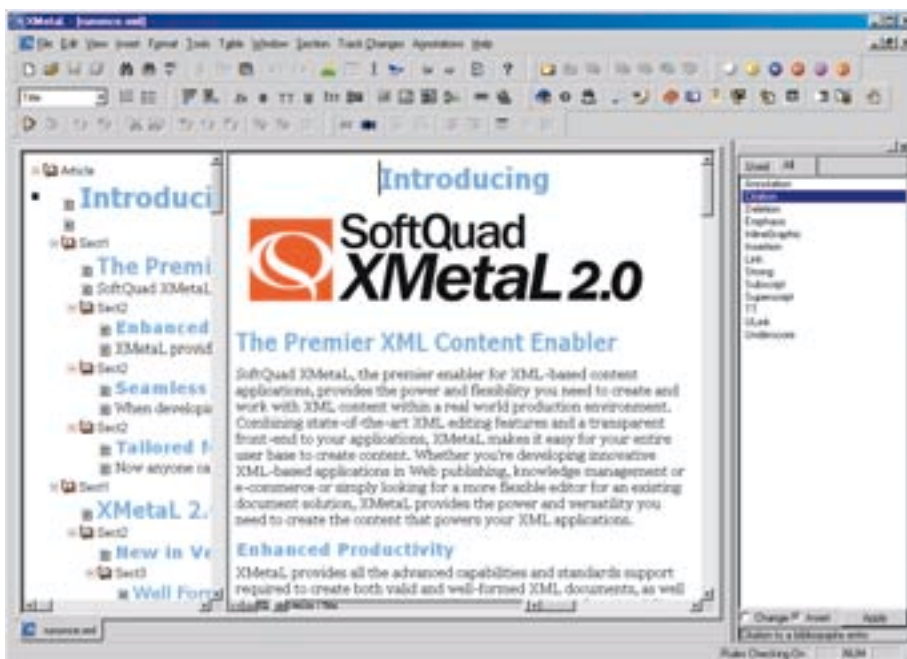 XMetaL - [runonce.xml]
File Edit View Insert Format Tools Table Window Section Track Changes Annotations Help
Title
Article
Introduci
Sect1
The Premi
SoftQuad XMetaL
Sect2
Enhanced
XMetaL provid
Sect2
Seamless
When developin
Sect2
Tailored f
Now anyone ca
Sect1
XMetaL 2.
Sect2
New in Ve
Sect3
Well Form
Introducing
SoftQuad
XMetaL 2.0
The Premier XML Content Enabler
SoftQuad XMetaL, the premier enabler for XML-based content
applications, provides the power and flexibility you need to create and
work with XML content within a real world production environment.
Combining state-of-the-art XML editing features and a transparent
front-end to your applications, XMetaL makes it easy for your entire
user base to create content. Whether you're developing innovative
XML-based applications in Web publishing, knowledge management or
e-commerce or simply looking for a more flexible editor for an existing
document solution, XMetaL provides the power and versatility you
need to create the content that powers your XML applications.
Enhanced Productivity
XMetaL provides all the advanced capabilities and standards support
required to create both valid and well-formed XML documents, as well
Used All
Annotation
Citation
Deletion
Emphasis
InlineGraphic
Insertion
Link
Strong
Subscript
Superscript
TT
ULink
Underscore
Change Insert Apply
Citation to a bibliographic entry
runonce.xml
Rules Checking On NUM